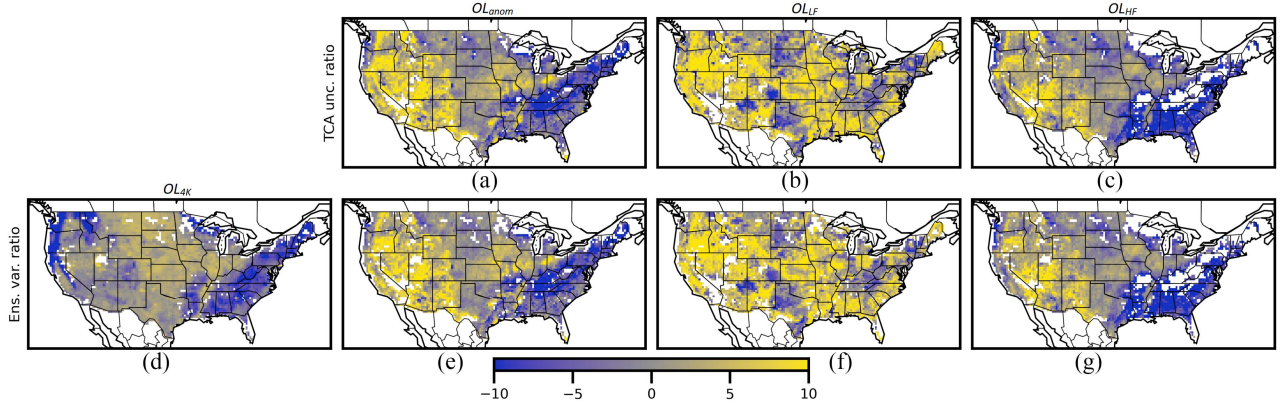 OL_anom OL_LF OL_HF
TCA unc. ratio
(a) (b) (c)
OL_4K
Ens. var. ratio
(d) (e) (f) (g)
−10 −5 0 5 10